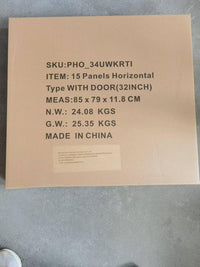 SKU:PHO_34UWKRTI
ITEM: 15 Panels Horizontal
Type WITH DOOR(32INCH)
MEAS:85 x 79 x 11.8 CM
N.W.: 24.08 KGS
G.W.: 25.35 KGS
MADE IN CHINA